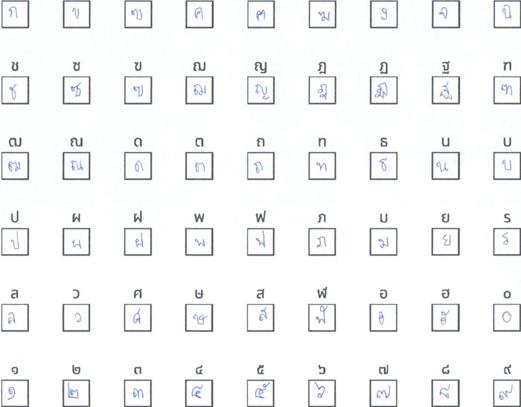 ก ข ฃ ค ฅ ฆ ง จ ฉ
ช ซ ฃ ฌ ญ ฎ ฏ ฐ ฑ
ช ซ ฃ ฌ ญ ฎ ฏ ฐ ฑ
ฒ ณ ด ต ถ ท ธ น บ
ฒ ณ ด ต ถ ท ธ น บ
ป ผ ฝ พ ฟ ภ ม ย ร
ป ผ ฝ พ ฟ ภ ม ย ร
ล ว ศ ษ ส ฬ อ ฮ ๐
ล ว ศ ษ ส ฬ อ ฮ ๐
๑ ๒ ๓ ๔ ๕ ๖ ๗ ๘ ๙
๑ ๒ ๓ ๔ ๕ ๖ ๗ ๘ ๙